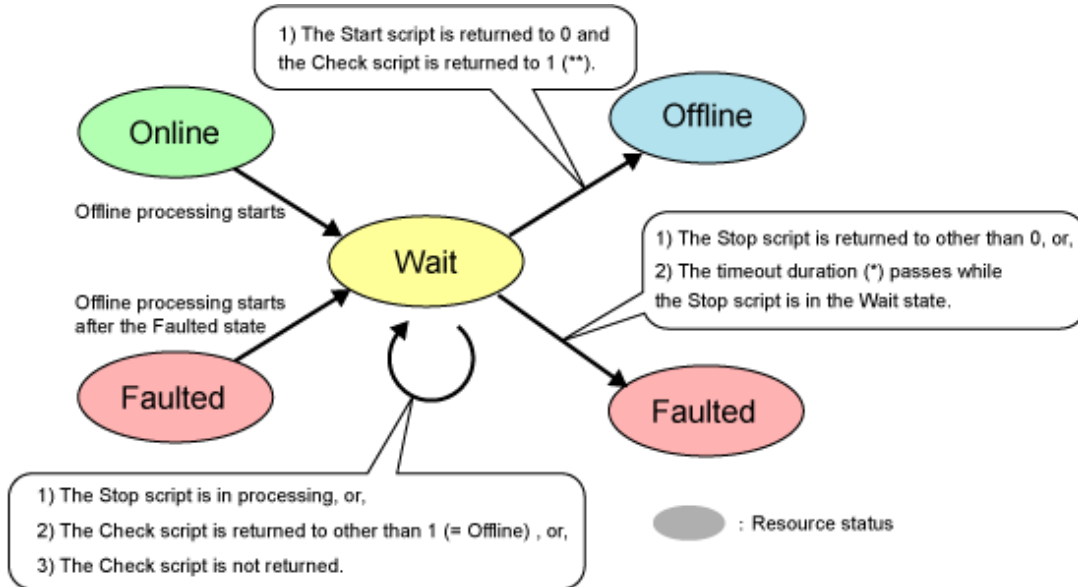 1) The Start script is returned to 0 and
the Check script is returned to 1 (**).
Online
Offline
Offline processing starts
Wait
1) The Stop script is returned to other than 0, or,
2) The timeout duration (*) passes while
the Stop script is in the Wait state.
Offline processing starts
after the Faulted state
Faulted
Faulted
1) The Stop script is in processing, or,
2) The Check script is returned to other than 1 (= Offline) , or,
3) The Check script is not returned.
: Resource status